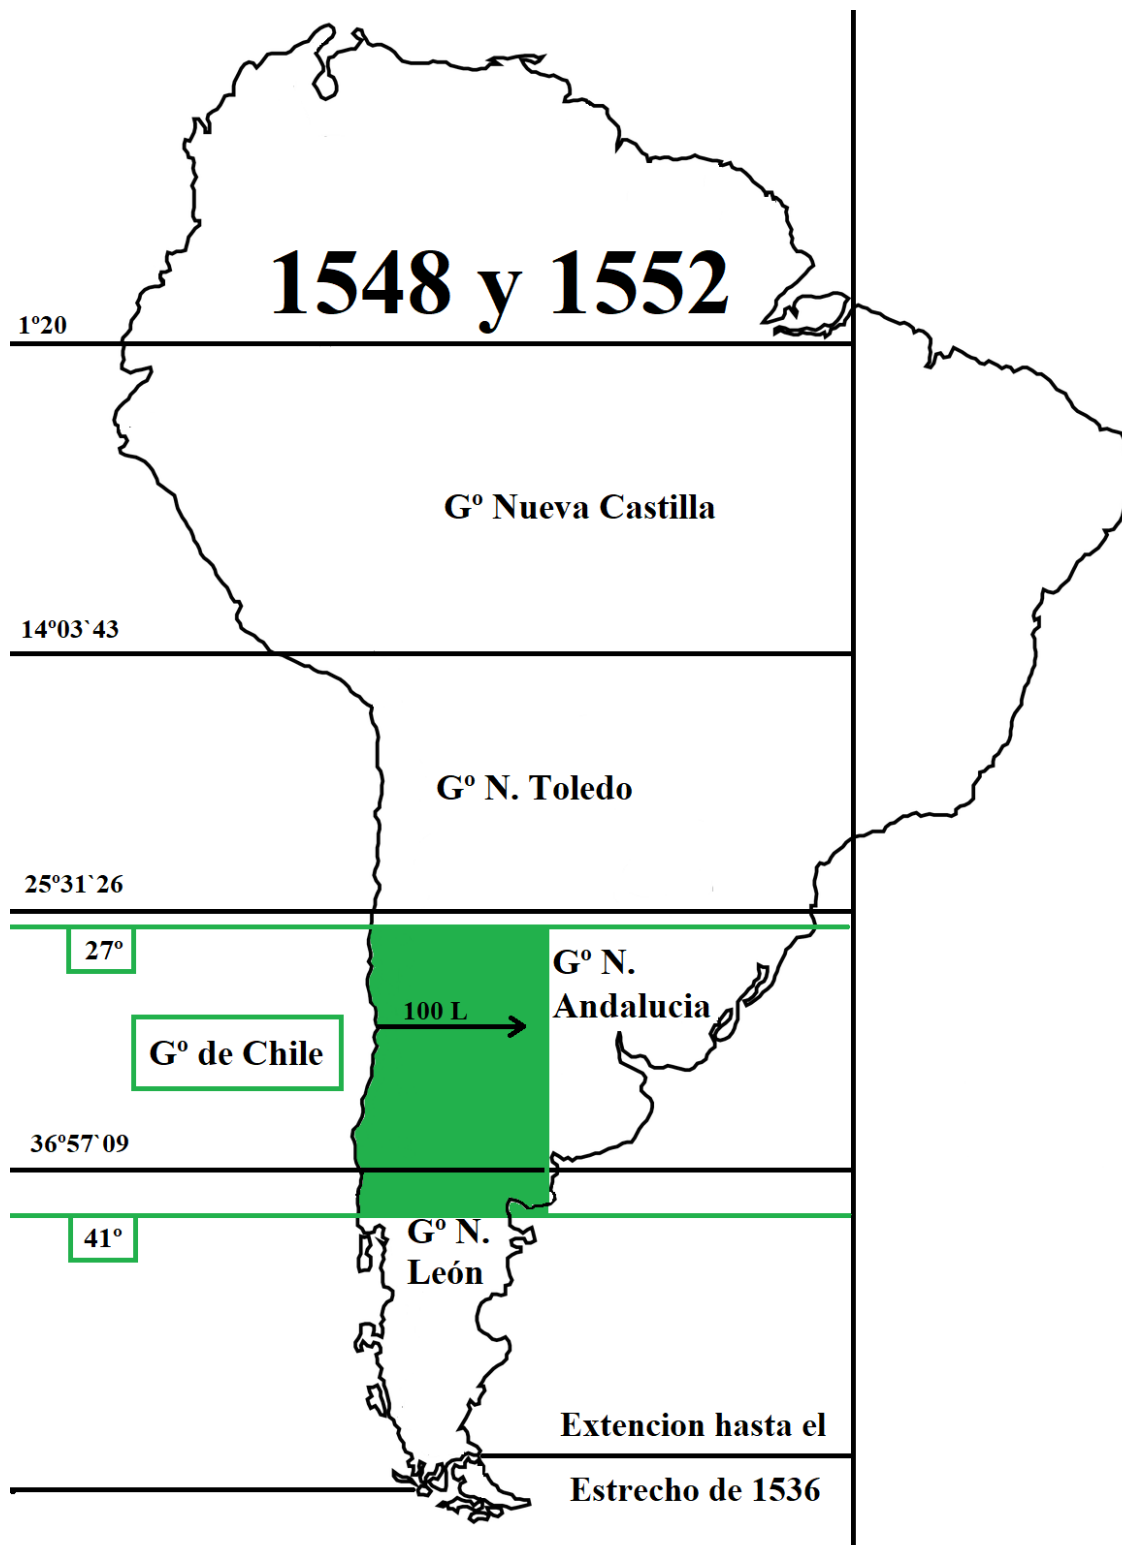 1548 y 1552
1º20
Gº Nueva Castilla
14º03`43
Gº N. Toledo
25º31`26
27º
Gº N.
Andalucia
100 L
Gº de Chile
36º57`09
41º
Gº N.
León
Extencion hasta el
Estrecho de 1536